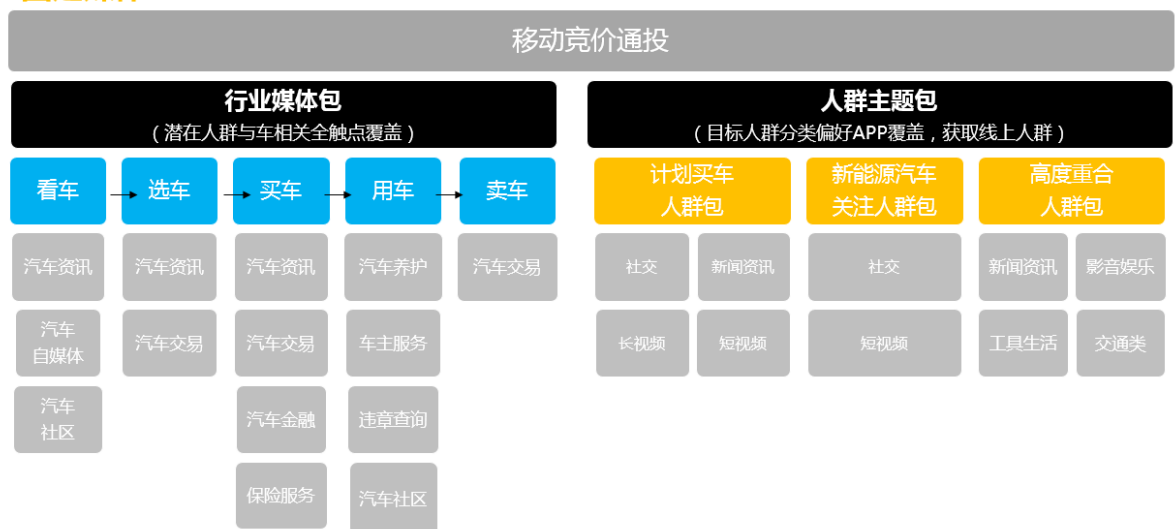 移动竞价通投
行业媒体包
（潜在人群与车相关全触点覆盖）
看车
选车
买车
用车
卖车
汽车资讯
汽车资讯
汽车资讯
汽车养护
汽车交易
汽车
自媒体
汽车交易
汽车交易
车主服务
汽车
社区
汽车金融
违章查询
保险服务
汽车社区
人群主题包
（目标人群分类偏好APP覆盖，获取线上人群）
计划买车
人群包
新能源汽车
关注人群包
高度重合
人群包
社交
新闻资讯
社交
新闻资讯
影音娱乐
长视频
短视频
短视频
工具生活
交通类